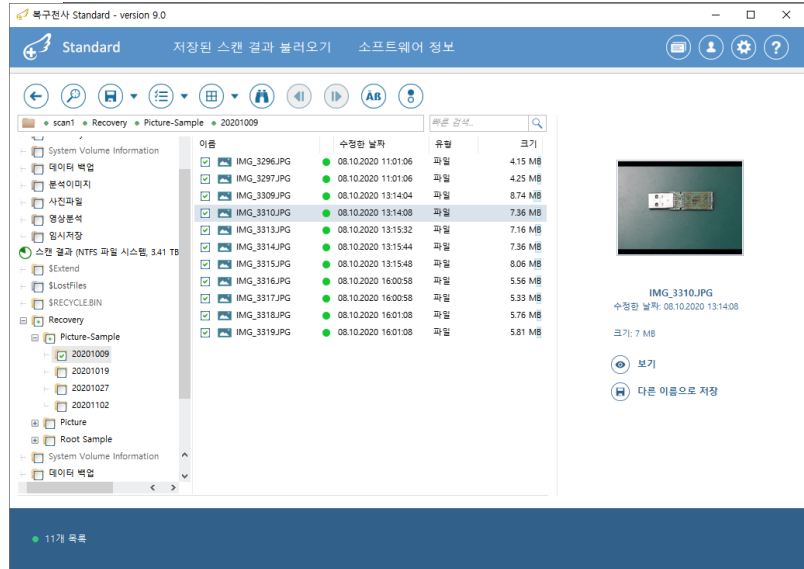 복구천사 Standard - version 9.0
Standard 저장된 스캔 결과 불러오기 소프트웨어 정보
ÄB
scan1 Recovery Picture-Sample 20201009 빠른 검색...
이름 수정한 날짜 유형 크기
System Volume Information
데이터 백업
분석이미지
사진파일
영상분석
임시저장
스캔 결과 (NTFS 파일 시스템, 3.41 TB
$Extend
$LostFiles
$RECYCLE.BIN
Recovery
Picture-Sample
20201009
20201019
20201027
20201102
Picture
Root Sample
System Volume Information
데이터 백업
IMG_3296.JPG 08.10.2020 11:01:06 파일 4.15 MB
IMG_3297.JPG 08.10.2020 11:01:06 파일 4.25 MB
IMG_3309.JPG 08.10.2020 13:14:04 파일 8.74 MB
IMG_3310.JPG 08.10.2020 13:14:08 파일 7.36 MB
IMG_3313.JPG 08.10.2020 13:15:32 파일 7.16 MB
IMG_3314.JPG 08.10.2020 13:15:44 파일 7.36 MB
IMG_3315.JPG 08.10.2020 13:15:48 파일 8.06 MB
IMG_3316.JPG 08.10.2020 16:00:58 파일 5.56 MB
IMG_3317.JPG 08.10.2020 16:00:58 파일 5.33 MB
IMG_3318.JPG 08.10.2020 16:01:08 파일 5.76 MB
IMG_3319.JPG 08.10.2020 16:01:08 파일 5.81 MB
IMG_3310.JPG
수정한 날짜: 08.10.2020 13:14:08
크기: 7 MB
보기
다른 이름으로 저장
11개 목록